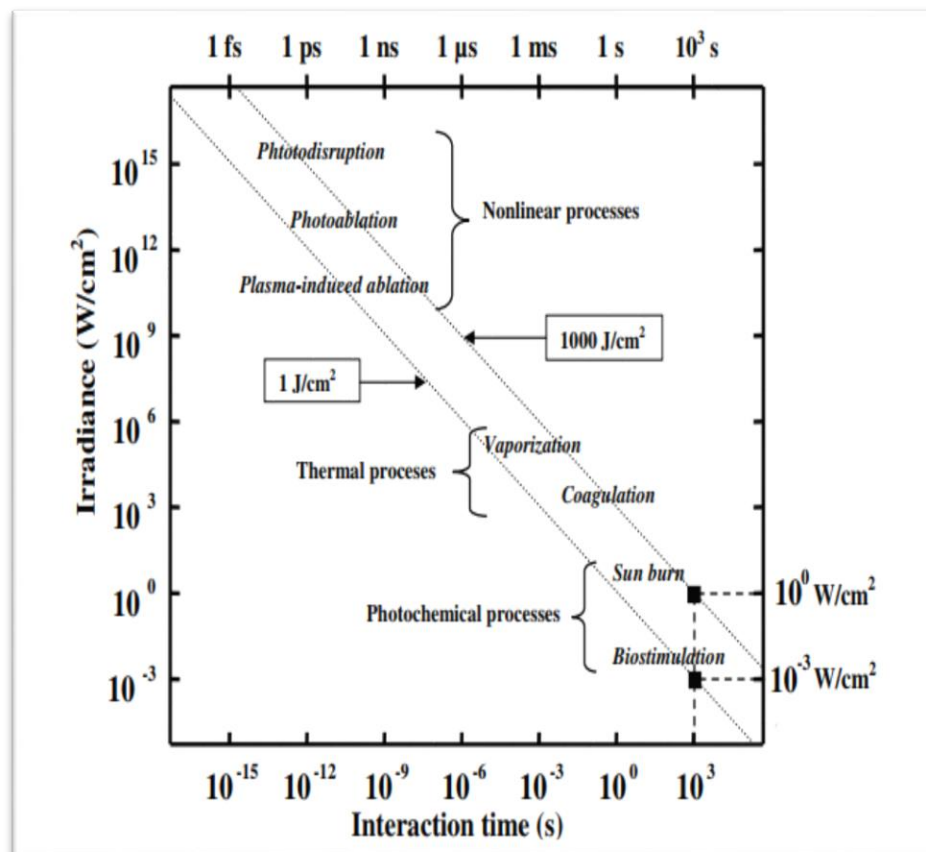 1 fs 1 ps 1 ns 1 µs 1 ms 1 s 10³ s
Phtotodisruption
10¹⁵
Nonlinear processes
Photoablation
10¹²
Plasma-induced ablation
10⁹
1000 J/cm²
1 J/cm²
10⁶
Vaporization
Thermal proceses
Coagulation
10³
Sun burn
10⁰
10⁰ W/cm²
Photochemical processes
Biostimulation
10⁻³
10⁻³ W/cm²
Irradiance (W/cm²)
10⁻¹⁵ 10⁻¹² 10⁻⁹ 10⁻⁶ 10⁻³ 10⁰ 10³
Interaction time (s)